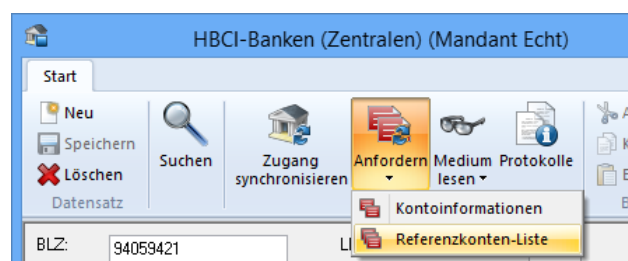 HBCI-Banken (Zentralen) (Mandant Echt)
Start
Neu
Speichern
Löschen
Datensatz
Suchen
Zugang
synchronisieren
Anfordern
Medium
lesen
Protokolle
Kontoinformationen
Referenzkonten-Liste
BLZ: 94059421